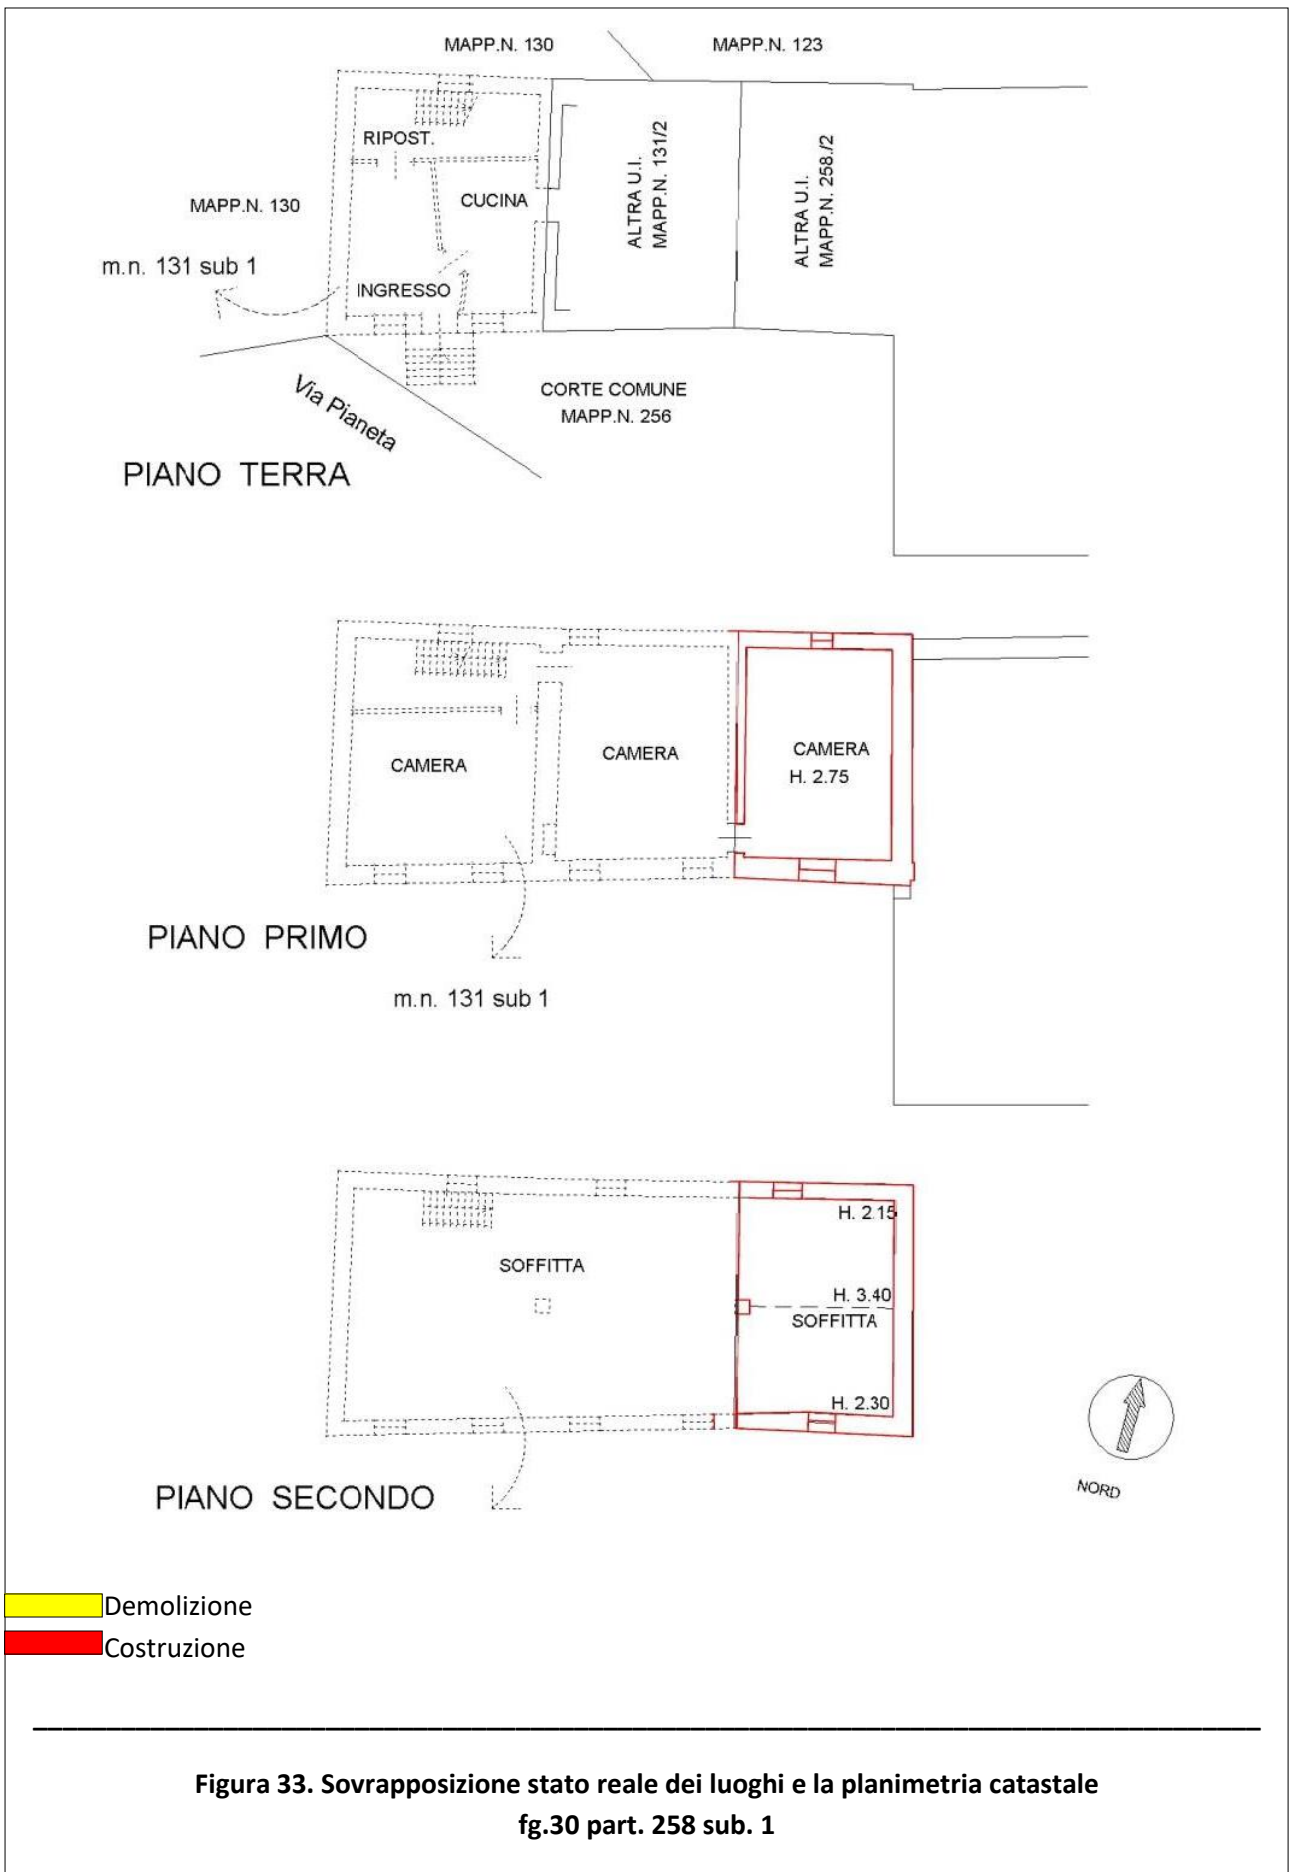 MAPP.N. 130
MAPP.N. 123
RIPOST.
MAPP.N. 130
CUCINA
ALTRA U.I.
MAPP.N. 131/2
ALTRA U.I.
MAPP.N. 258./2
m.n. 131 sub 1
INGRESSO
Via Pianeta
CORTE COMUNE
MAPP.N. 256
PIANO TERRA
CAMERA
CAMERA
CAMERA
H. 2.75
PIANO PRIMO
m.n. 131 sub 1
H. 2.15
SOFFITTA
H. 3.40
SOFFITTA
H. 2.30
PIANO SECONDO
NORD
Demolizione
Costruzione
Figura 33. Sovrapposizione stato reale dei luoghi e la planimetria catastale
fg.30 part. 258 sub. 1